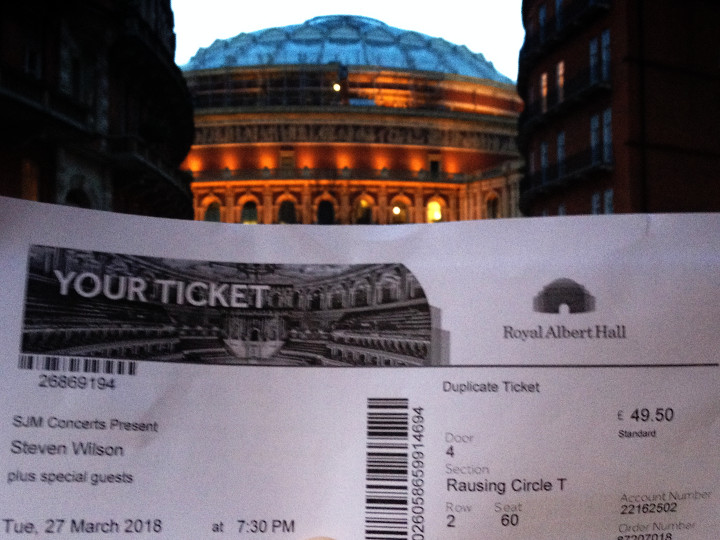 YOUR TICKET
Royal Albert Hall
26869194
Duplicate Ticket
SJM Concerts Present
Steven Wilson
plus special guests
£ 49.50
Standard
Door
4
Section
Rausing Circle T
Row Seat
2 60
Account Number
22162502
Order Number
87207018
Tue, 27 March 2018 at 7:30 PM